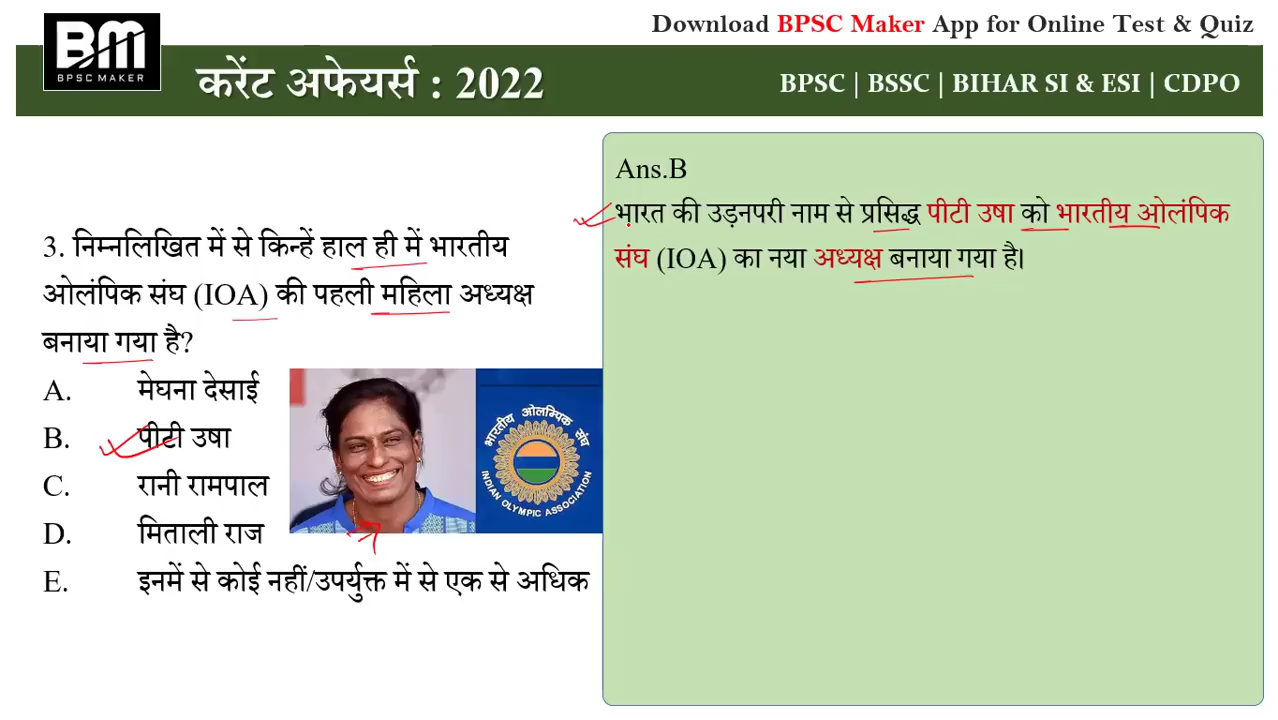 Download BPSC Maker App for Online Test & Quiz
BM
BPSC MAKER
करेंट अफेयर्स : 2022
BPSC | BSSC | BIHAR SI & ESI | CDPO
3. निम्नलिखित में से किन्हें हाल ही में भारतीय
ओलंपिक संघ (IOA) की पहली महिला अध्यक्ष
बनाया गया है?
A. मेघना देसाई
B. पीटी उषा
C. रानी रामपाल
D. मिताली राज
E. इनमें से कोई नहीं/उपर्युक्त में से एक से अधिक
भारतीय ओलम्पिक संघ
INDIAN OLYMPIC ASSOCIATION
Ans.B
भारत की उड़नपरी नाम से प्रसिद्ध पीटी उषा को भारतीय ओलंपिक
संघ (IOA) का नया अध्यक्ष बनाया गया है।